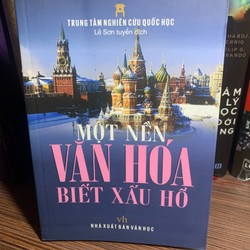 TRUNG TÂM NGHIÊN CỨU QUỐC HỌC
Lê Sơn tuyển dịch
MỘT NỀN
VĂN HÓA
BIẾT XẤU HỔ
vh
NHÀ XUẤT BẢN VĂN HỌC